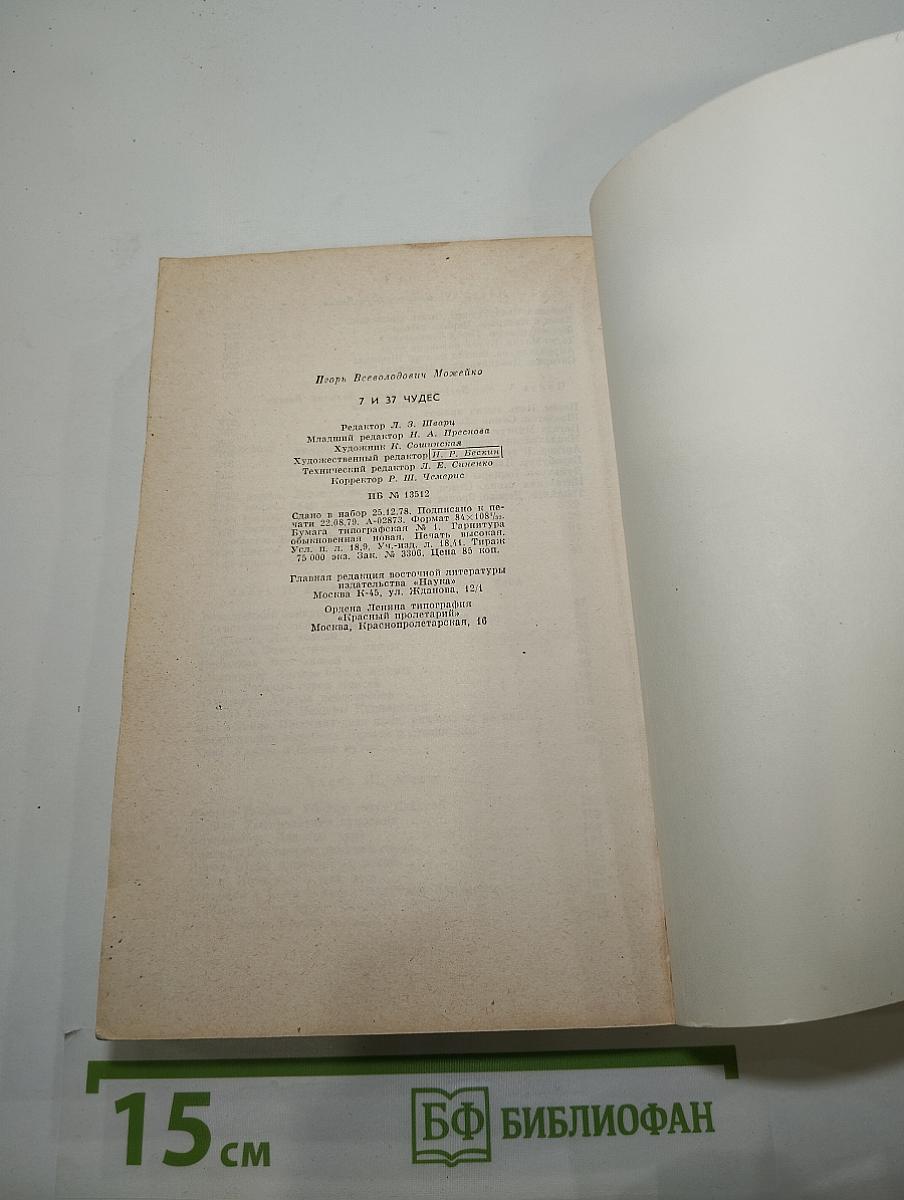 Игорь Всеволодович Можейко
7 И 37 ЧУДЕС
Редактор Л. З. Шварц
Младший редактор Н. А. Преснова
Художник К. Сошинская
Художественный редактор И. Р. Бескин
Технический редактор Л. Е. Синенко
Корректор Р. Ш. Чемерис
ИБ № 13512
Сдано в набор 25.12.78. Подписано к пе-
чати 22.08.79. А-02873. Формат 84×108¹/₃₂.
Бумага типографская № 1. Гарнитура
обыкновенная новая. Печать высокая.
Усл. п. л. 18,9. Уч.-изд. л. 18,41. Тираж
75 000 экз. Зак. № 3306. Цена 85 коп.
Главная редакция восточной литературы
издательства «Наука»
Москва К-45, ул. Жданова, 12/1
Ордена Ленина типография
«Красный пролетарий»
Москва, Краснопролетарская, 16
15 см
БФ БИБЛИОФАН